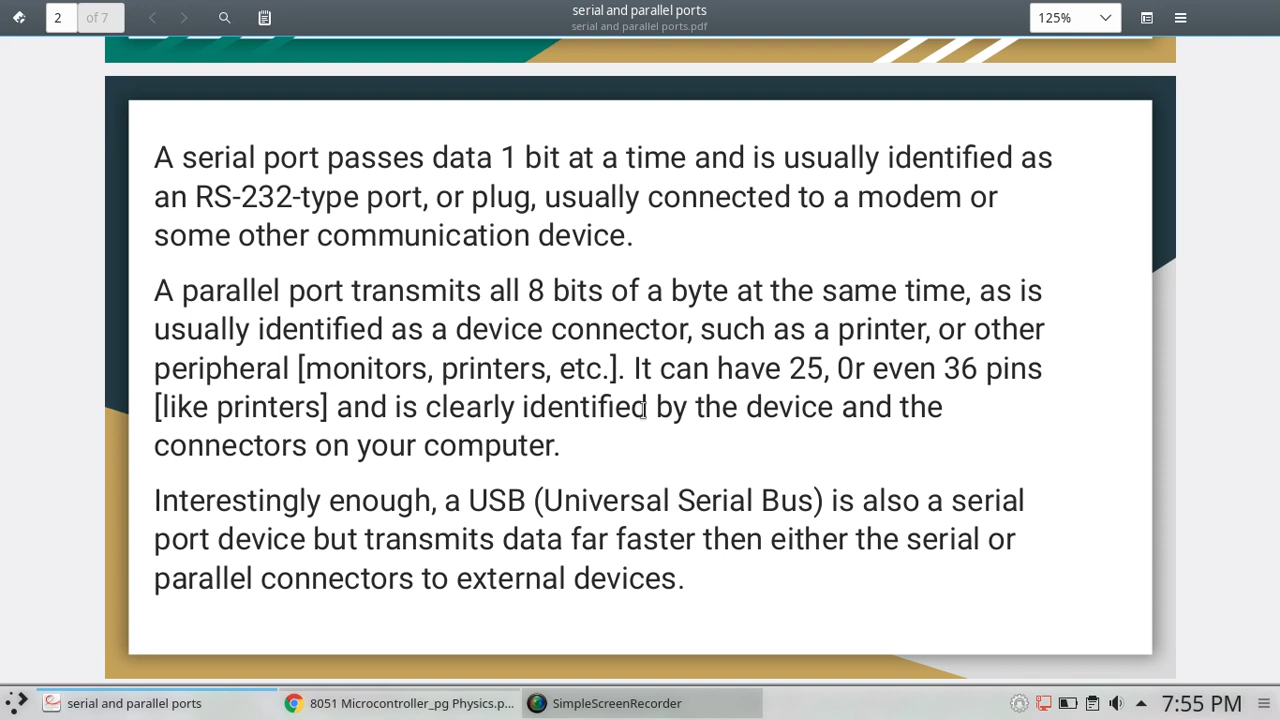 serial and parallel ports
2 of 7
serial and parallel ports.pdf
125%
A serial port passes data 1 bit at a time and is usually identified as
an RS-232-type port, or plug, usually connected to a modem or
some other communication device.
A parallel port transmits all 8 bits of a byte at the same time, as is
usually identified as a device connector, such as a printer, or other
peripheral [monitors, printers, etc.]. It can have 25, 0r even 36 pins
[like printers] and is clearly identified by the device and the
connectors on your computer.
Interestingly enough, a USB (Universal Serial Bus) is also a serial
port device but transmits data far faster then either the serial or
parallel connectors to external devices.
serial and parallel ports 8051 Microcontroller_pg Physics.p... SimpleScreenRecorder 7:55 PM